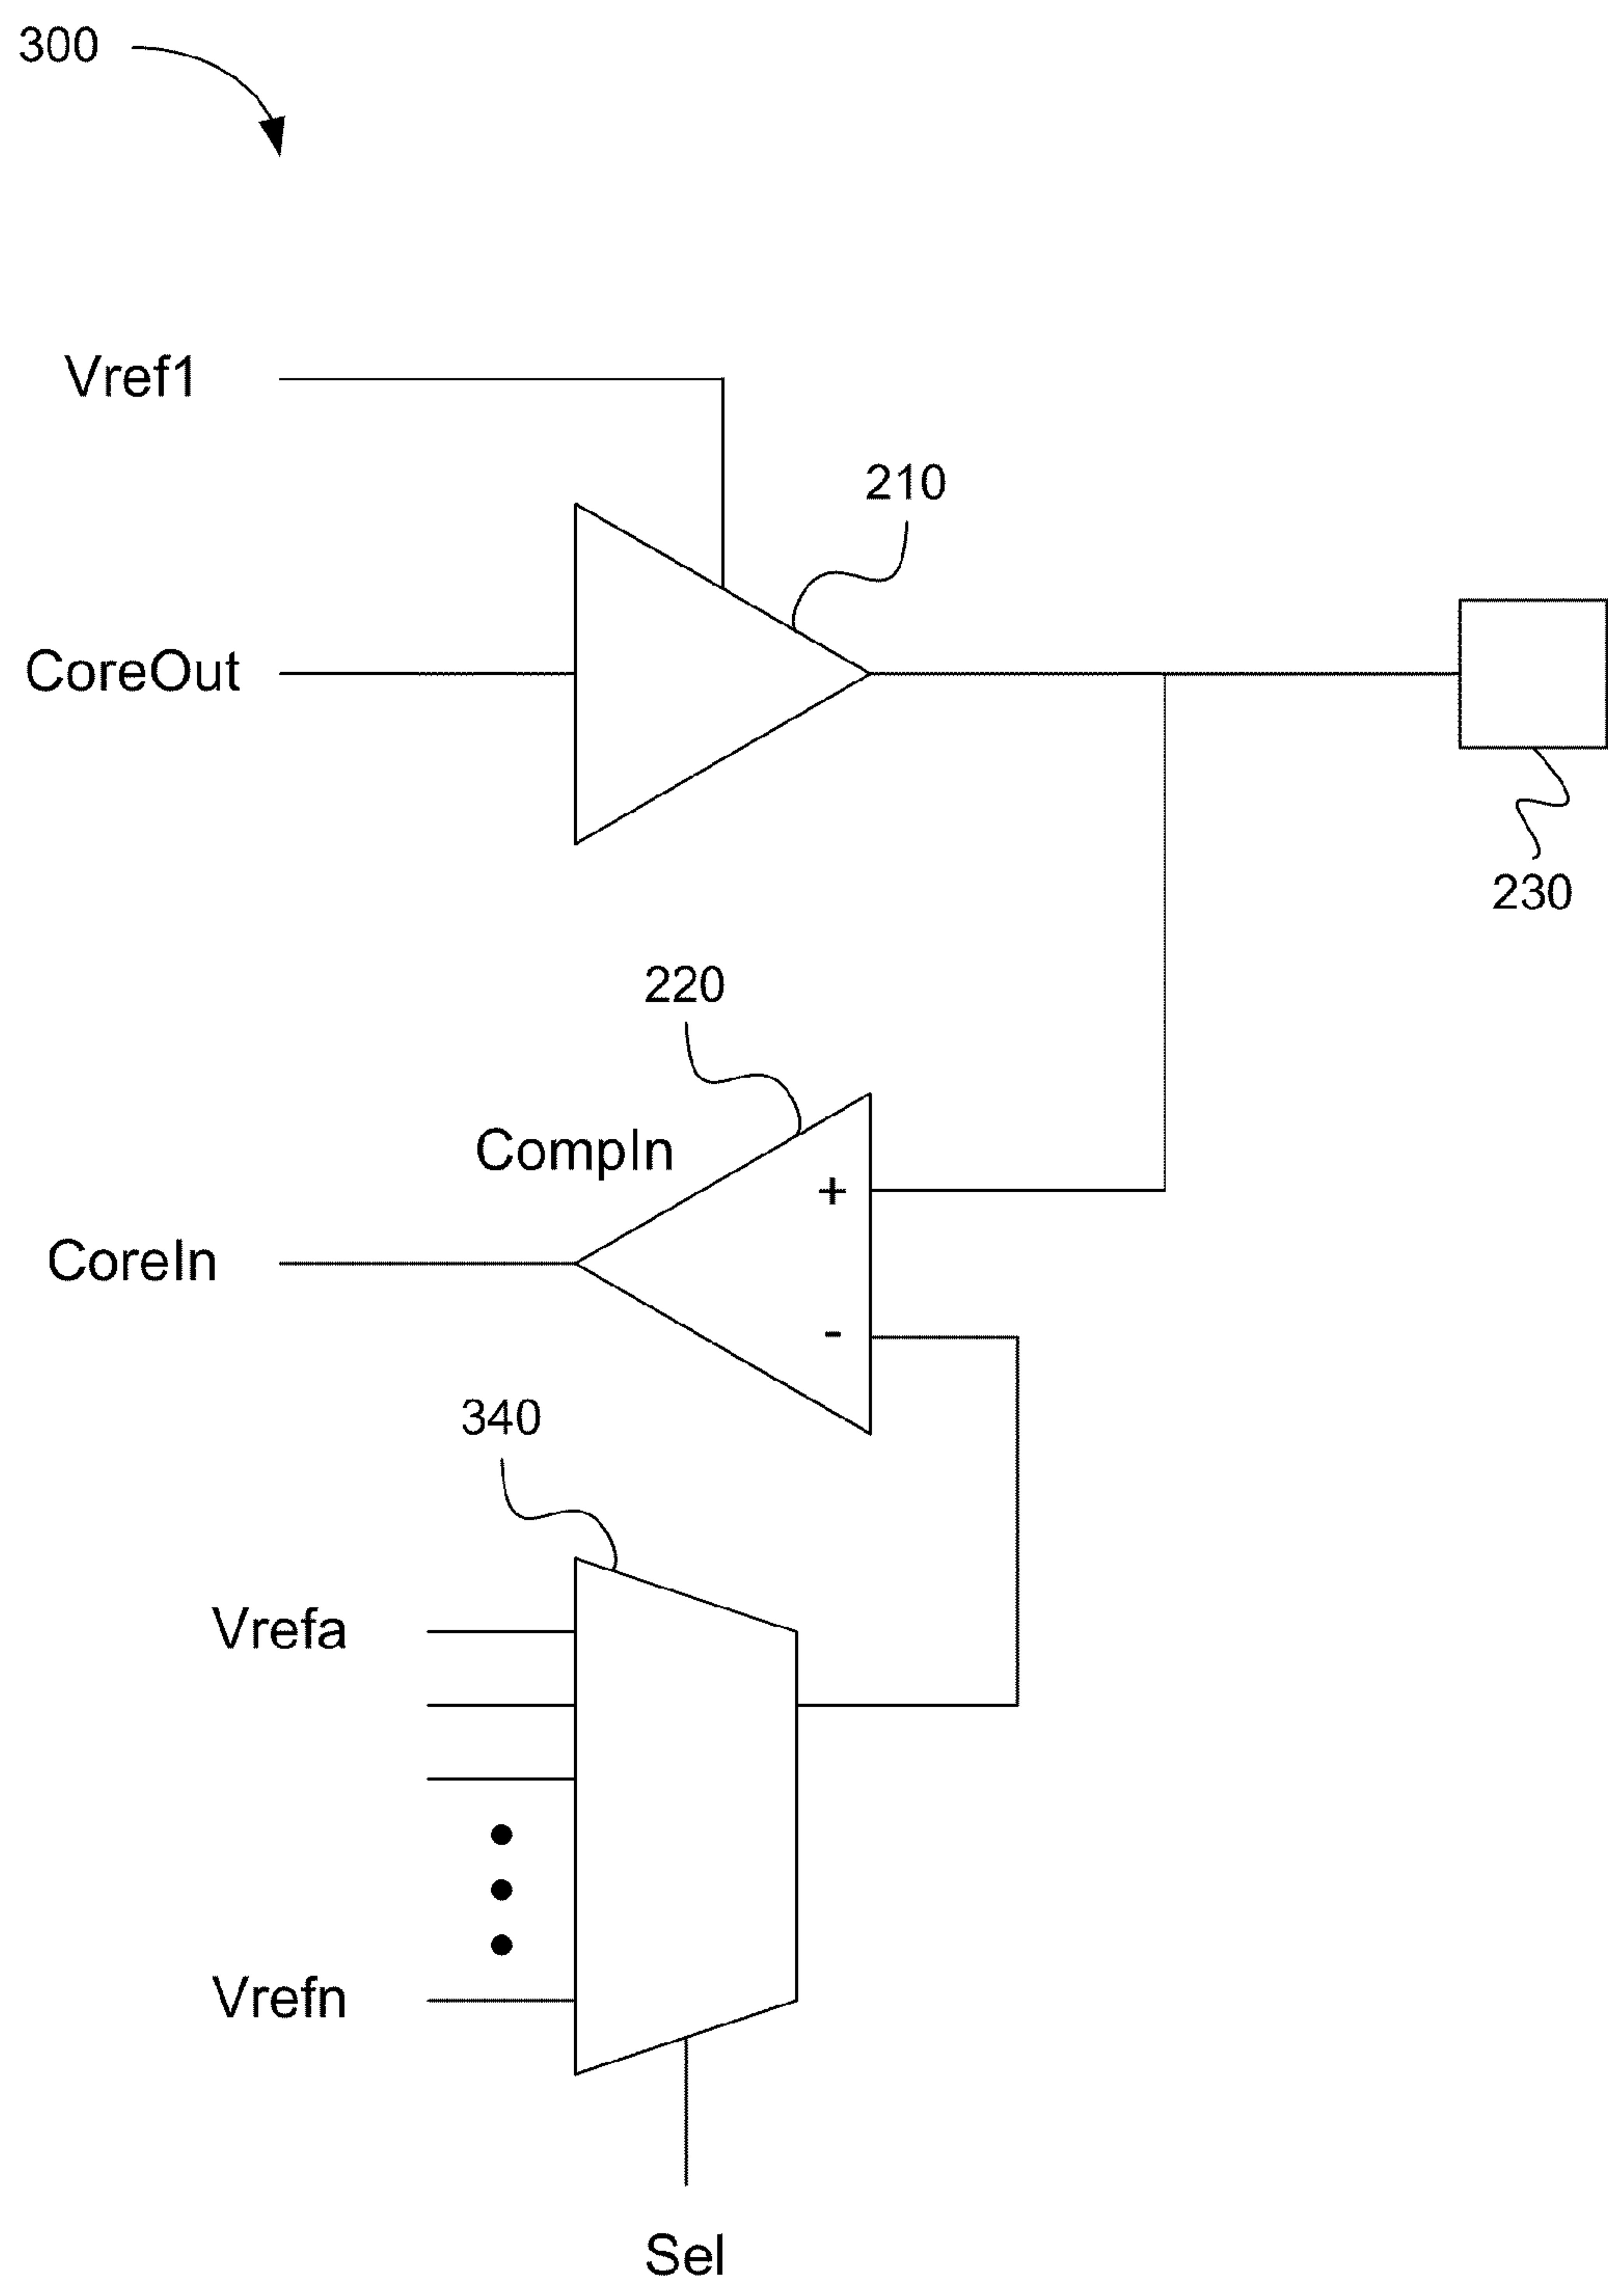 300
Vref1
210
CoreOut
230
220
CompIn
+
CoreIn
-
340
Vrefa
Vrefn
Sel